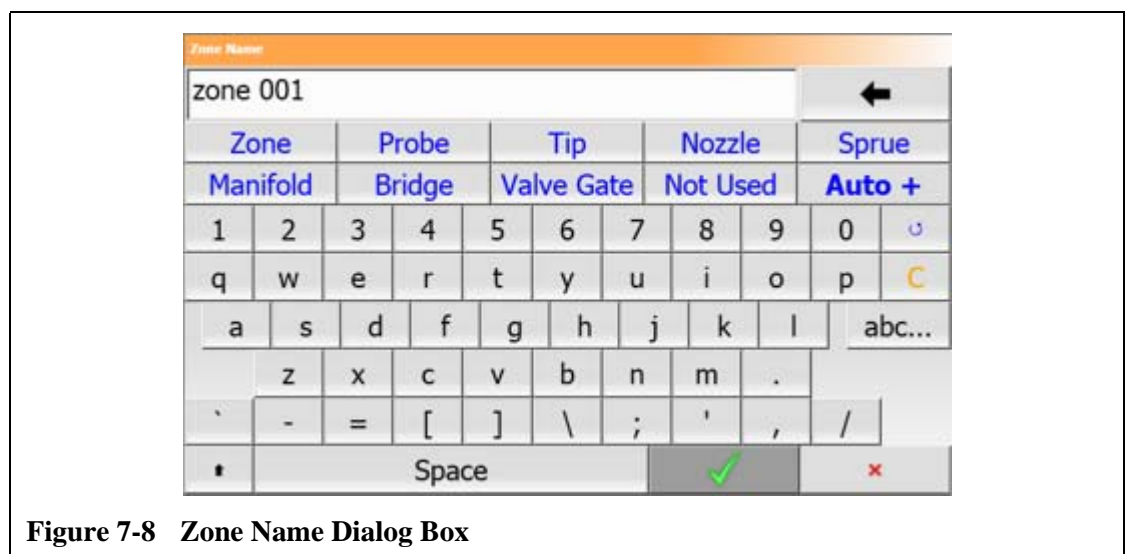 Zone Name
zone 001
Zone Probe Tip Nozzle Sprue
Manifold Bridge Valve Gate Not Used Auto +
1 2 3 4 5 6 7 8 9 0
q w e r t y u i o p C
a s d f g h j k l abc...
z x c v b n m .
` - = [ ] \ ; ' , /
Space
Figure 7-8 Zone Name Dialog Box